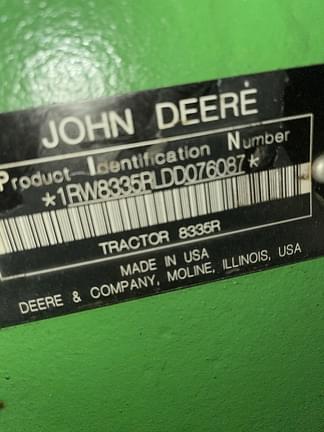 JOHN DEERE
Product Identification Number
*1RW8335RLDD076087*
TRACTOR 8335R
MADE IN USA
DEERE & COMPANY, MOLINE, ILLINOIS, USA